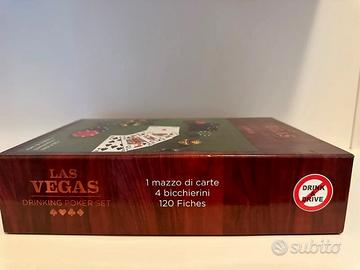 LAS
VEGAS
DRINKING POKER SET
1 mazzo di carte
4 bicchierini
120 Fiches
DRINK
DRIVE
subito